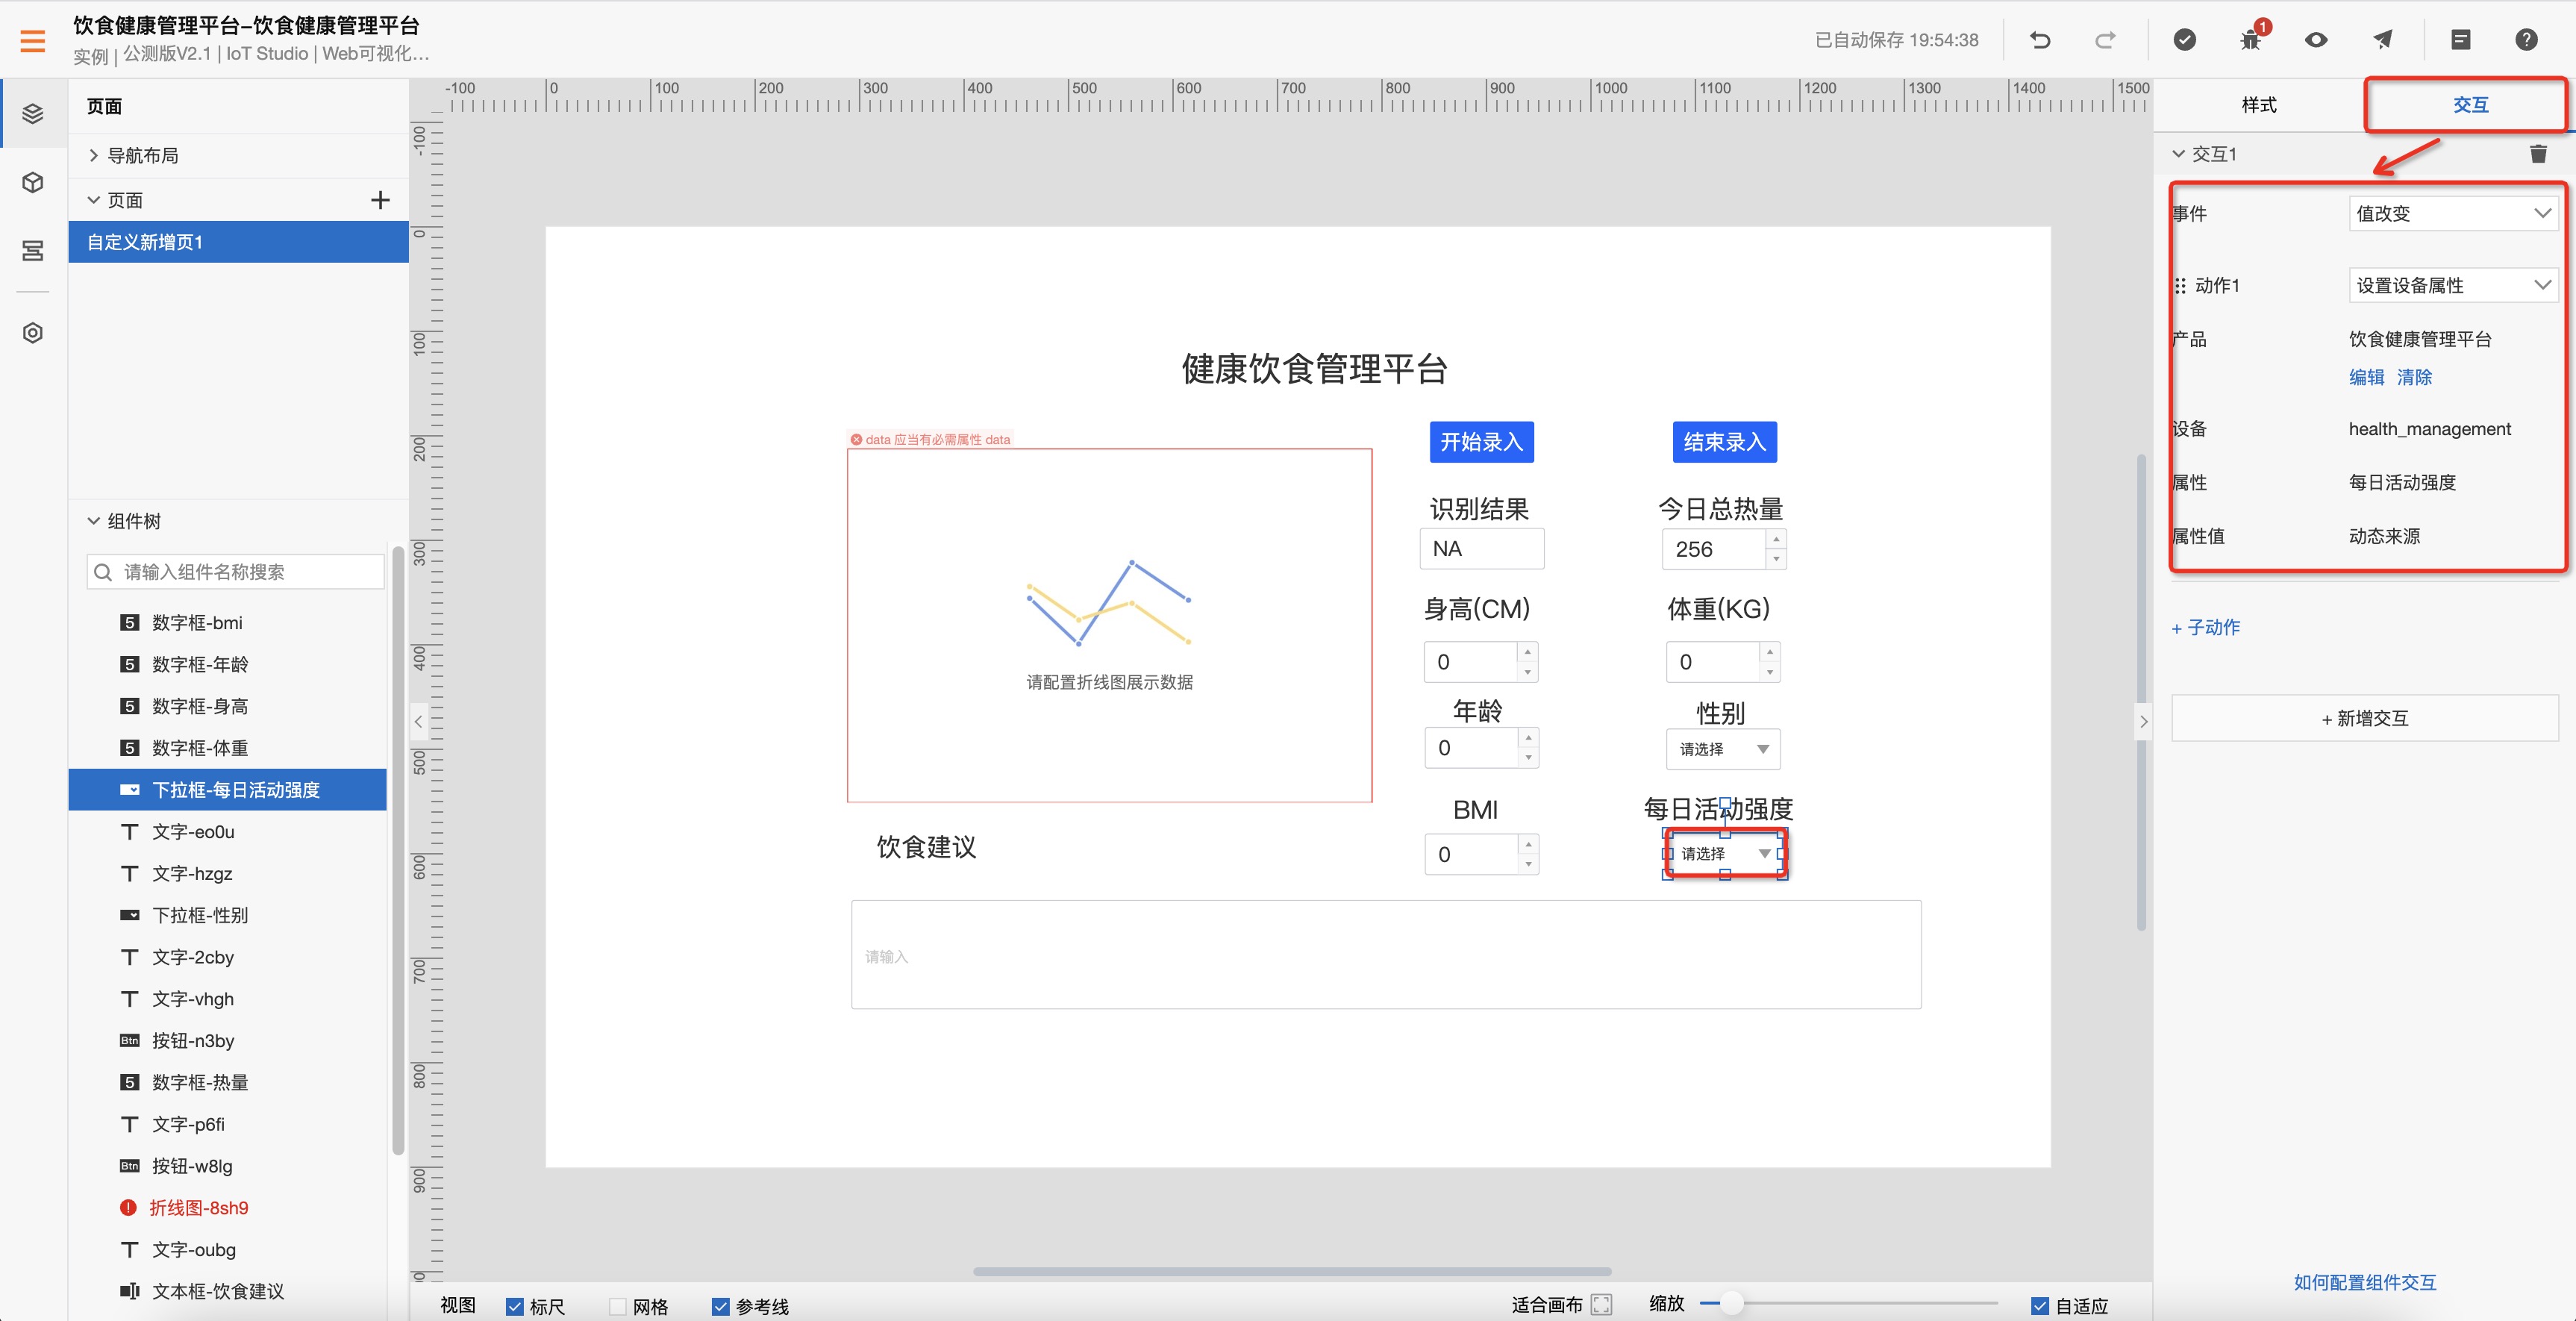 饮食健康管理平台–饮食健康管理平台
实例 | 公测版V2.1 | IoT Studio | Web可视化...
已自动保存 19:54:38
1
页面
导航布局
页面
自定义新增页1
组件树
请输入组件名称搜索
数字框-bmi
数字框-年龄
数字框-身高
数字框-体重
下拉框-每日活动强度
文字-eo0u
文字-hzgz
下拉框-性别
文字-2cby
文字-vhgh
按钮-n3by
数字框-热量
文字-p6fi
按钮-w8lg
折线图-8sh9
文字-oubg
文本框-饮食建议
-100 0 100 200 300 400 500 600 700 800 900 1000 1100 1200 1300 1400 1500
-100
0
100
200
300
400
500
600
700
800
900
健康饮食管理平台
data 应当有必需属性 data
请配置折线图展示数据
开始录入
结束录入
识别结果
今日总热量
NA
256
身高(CM)
体重(KG)
0
0
年龄
性别
0
请选择
BMI
每日活动强度
0
请选择
饮食建议
请输入
视图
标尺
网格
参考线
适合画布
缩放
自适应
样式
交互
交互1
事件
值改变
动作1
设置设备属性
产品
饮食健康管理平台
编辑 清除
设备
health_management
属性
每日活动强度
属性值
动态来源
+ 子动作
+ 新增交互
如何配置组件交互